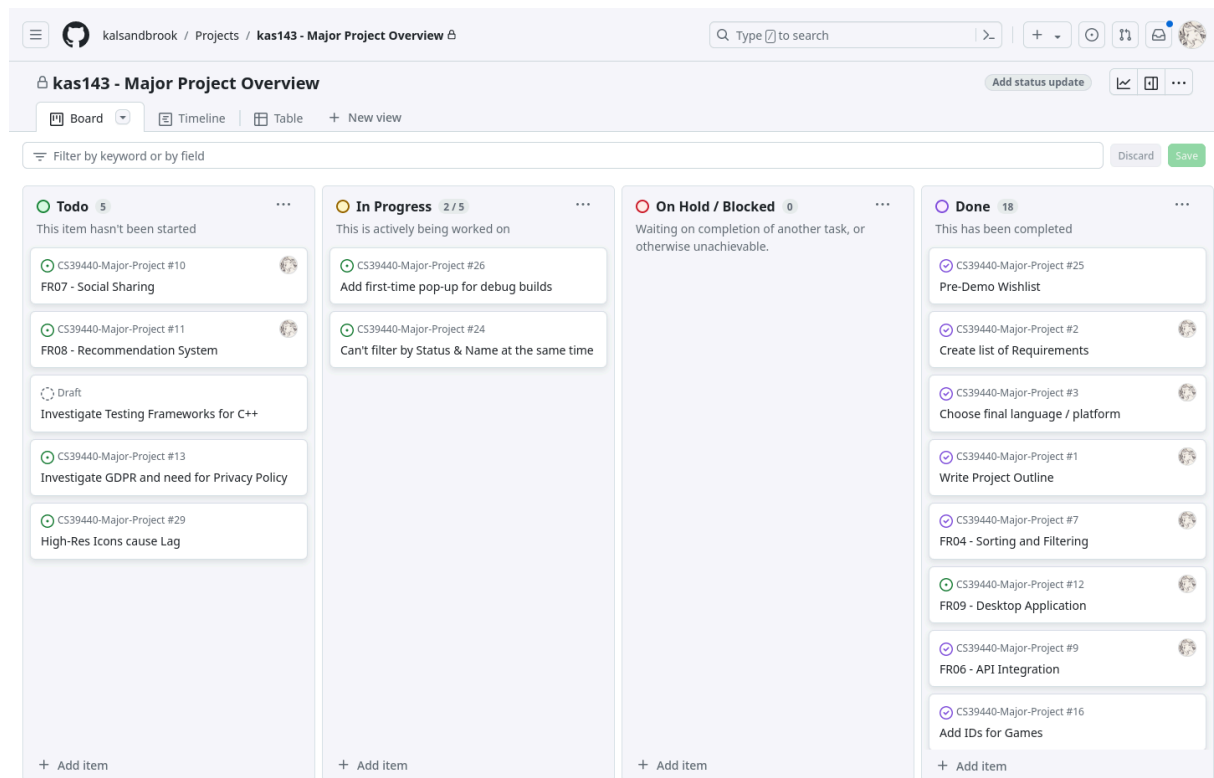 kalsandbrook / Projects / kas143 - Major Project Overview
Type / to search
kas143 - Major Project Overview
Add status update
Board
Timeline
Table
+ New view
Filter by keyword or by field
Discard
Save
Todo 5
This item hasn't been started
CS39440-Major-Project #10
FR07 - Social Sharing
CS39440-Major-Project #11
FR08 - Recommendation System
Draft
Investigate Testing Frameworks for C++
CS39440-Major-Project #13
Investigate GDPR and need for Privacy Policy
CS39440-Major-Project #29
High-Res Icons cause Lag
+ Add item
In Progress 2 / 5
This is actively being worked on
CS39440-Major-Project #26
Add first-time pop-up for debug builds
CS39440-Major-Project #24
Can't filter by Status & Name at the same time
+ Add item
On Hold / Blocked 0
Waiting on completion of another task, or
otherwise unachievable.
+ Add item
Done 18
This has been completed
CS39440-Major-Project #25
Pre-Demo Wishlist
CS39440-Major-Project #2
Create list of Requirements
CS39440-Major-Project #3
Choose final language / platform
CS39440-Major-Project #1
Write Project Outline
CS39440-Major-Project #7
FR04 - Sorting and Filtering
CS39440-Major-Project #12
FR09 - Desktop Application
CS39440-Major-Project #9
FR06 - API Integration
CS39440-Major-Project #16
Add IDs for Games
+ Add item